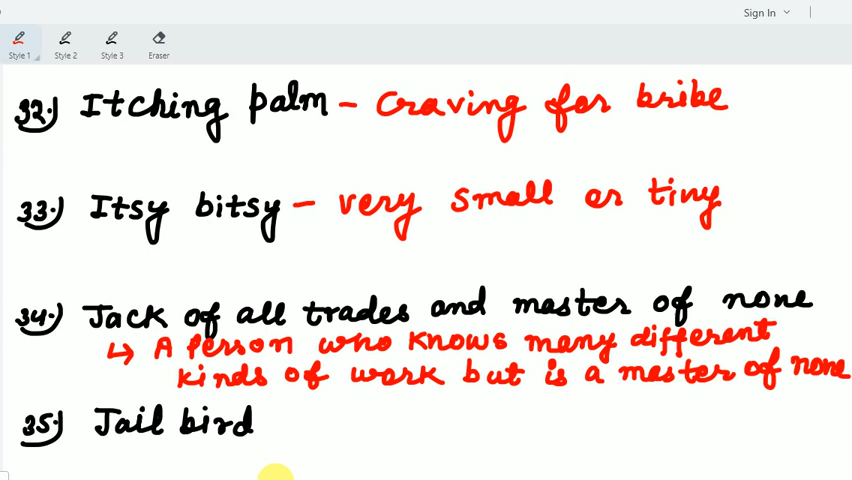 Sign In
Style 1
Style 2
Style 3
Eraser
32.) Itching palm - Craving for bribe
33.) Itsy bitsy - very small or tiny
34.) Jack of all trades and master of none
↳ A Person who knows many different
kinds of work but is a master of none
35.) Jail bird